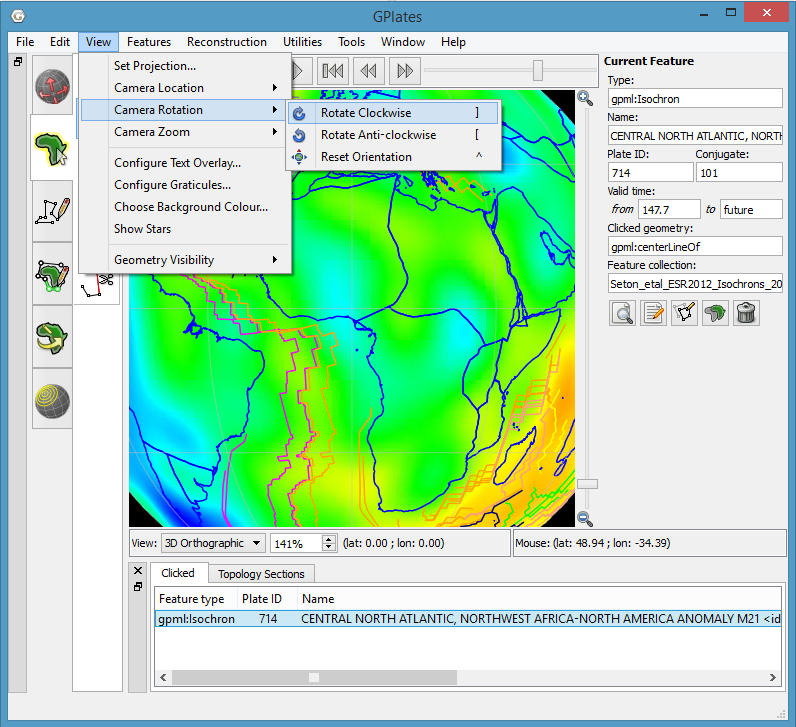 GPlates
File Edit View Features Reconstruction Utilities Tools Window Help
Set Projection...
Camera Location
Camera Rotation
Camera Zoom
Configure Text Overlay...
Configure Graticules...
Choose Background Colour...
Show Stars
Geometry Visibility
Rotate Clockwise ]
Rotate Anti-clockwise [
Reset Orientation ^
Current Feature
Type:
gpml:Isochron
Name:
CENTRAL NORTH ATLANTIC, NORTH
Plate ID: Conjugate:
714 101
Valid time:
from 147.7 to future
Clicked geometry:
gpml:centerLineOf
Feature collection:
Seton_etal_ESR2012_Isochrons_20
View: 3D Orthographic 141% (lat: 0.00 ; lon: 0.00) Mouse: (lat: 48.94 ; lon: -34.39)
Clicked Topology Sections
Feature type Plate ID Name
gpml:Isochron 714 CENTRAL NORTH ATLANTIC, NORTHWEST AFRICA-NORTH AMERICA ANOMALY M21 <id